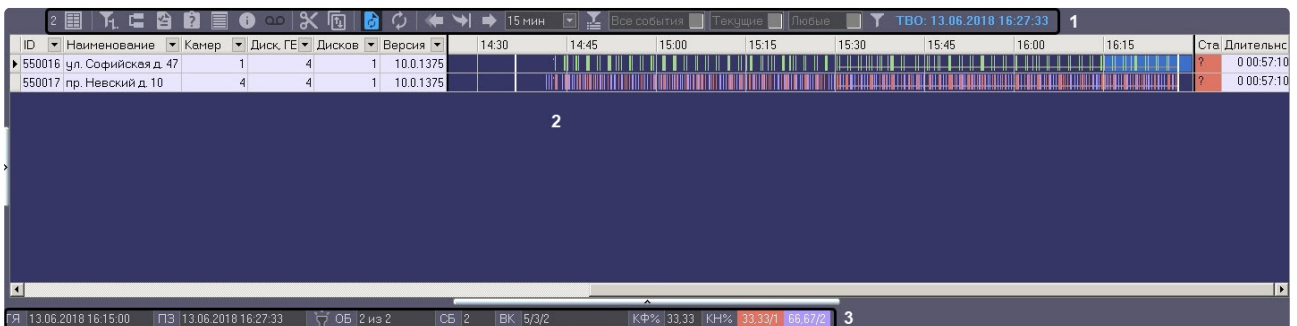 2 15 мин Все события Текущие Любые ТВО: 13.06.2018 16:27:33 1
ID Наименование Камер Диск, ГЕ Дисков Версия 14:30 14:45 15:00 15:15 15:30 15:45 16:00 16:15 Ста Длительнс
550016 ул. Софийская д. 47 1 4 1 10.0.1375 ? 0 00:57:10
550017 пр. Невский д. 10 4 4 1 10.0.1375 ? 0 00:57:10
2
ГЯ 13.06.2018 16:15:00 ПЗ 13.06.2018 16:27:33 ОБ 2 из 2 СБ 2 ВК 5/3/2 КФ% 33,33 КН% 33,33/1 66,67/2 3